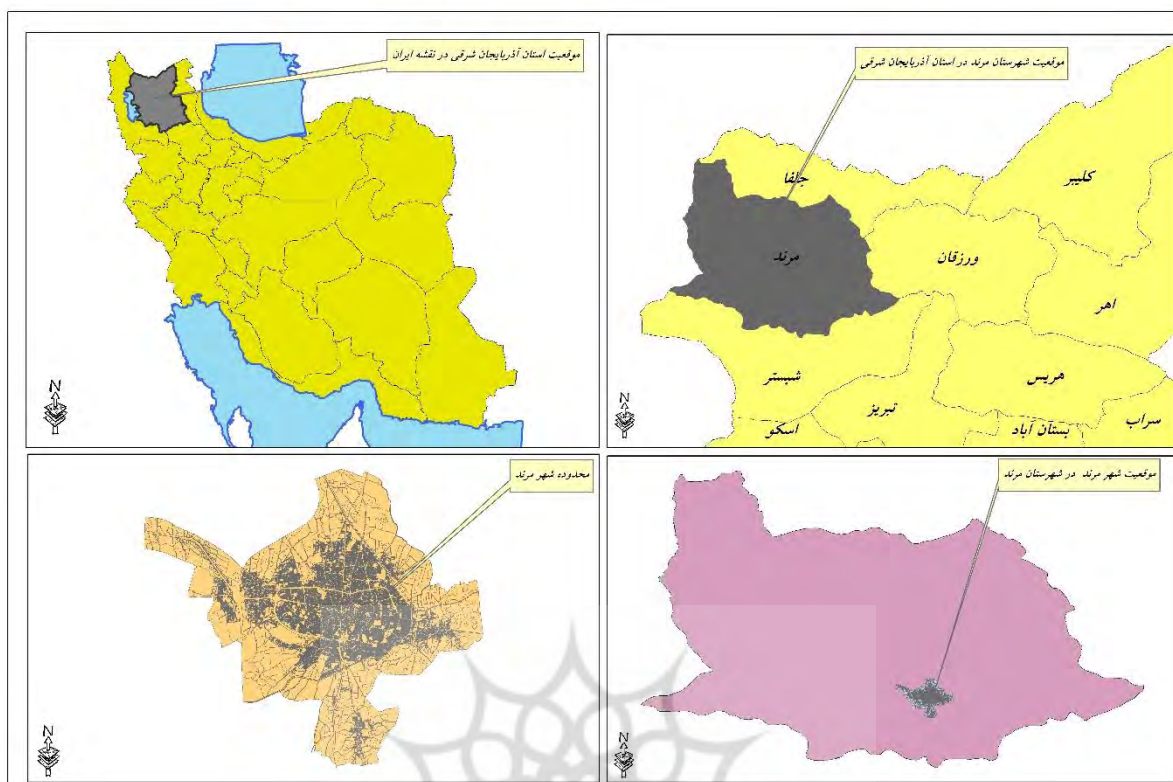 موقعیت استان آذربایجان شرقی در نقشه ایران
N
موقعیت شهرستان مرند در استان آذربایجان شرقی
جلفا
کلیبر
مرند
ورزقان
اهر
شبستر
هریس
تبریز
سراب
اسکو
بستان آباد
N
محدوده شهر مرند
N
موقعیت شهر مرند در شهرستان مرند
N